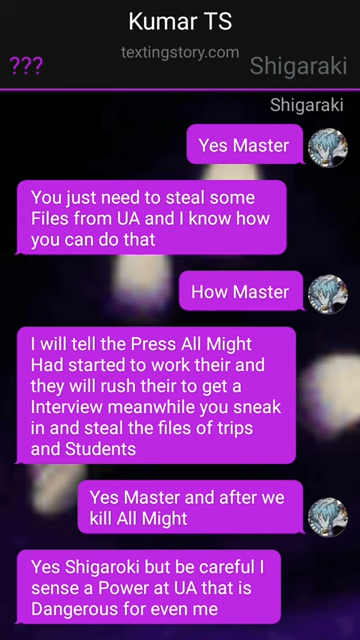 Kumar TS
textingstory.com
??? Shigaraki
Shigaraki
Yes Master
You just need to steal some
Files from UA and I know how
you can do that
How Master
I will tell the Press All Might
Had started to work their and
they will rush their to get a
Interview meanwhile you sneak
in and steal the files of trips
and Students
Yes Master and after we
kill All Might
Yes Shigaroki but be careful I
sense a Power at UA that is
Dangerous for even me